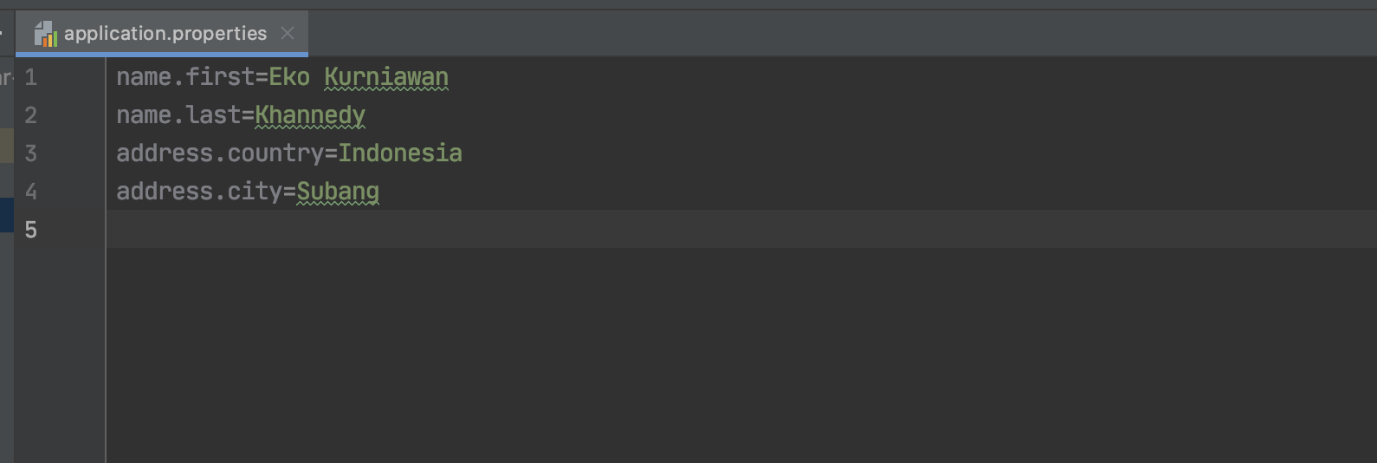 application.properties
1 name.first=Eko Kurniawan
2 name.last=Khannedy
3 address.country=Indonesia
4 address.city=Subang
5